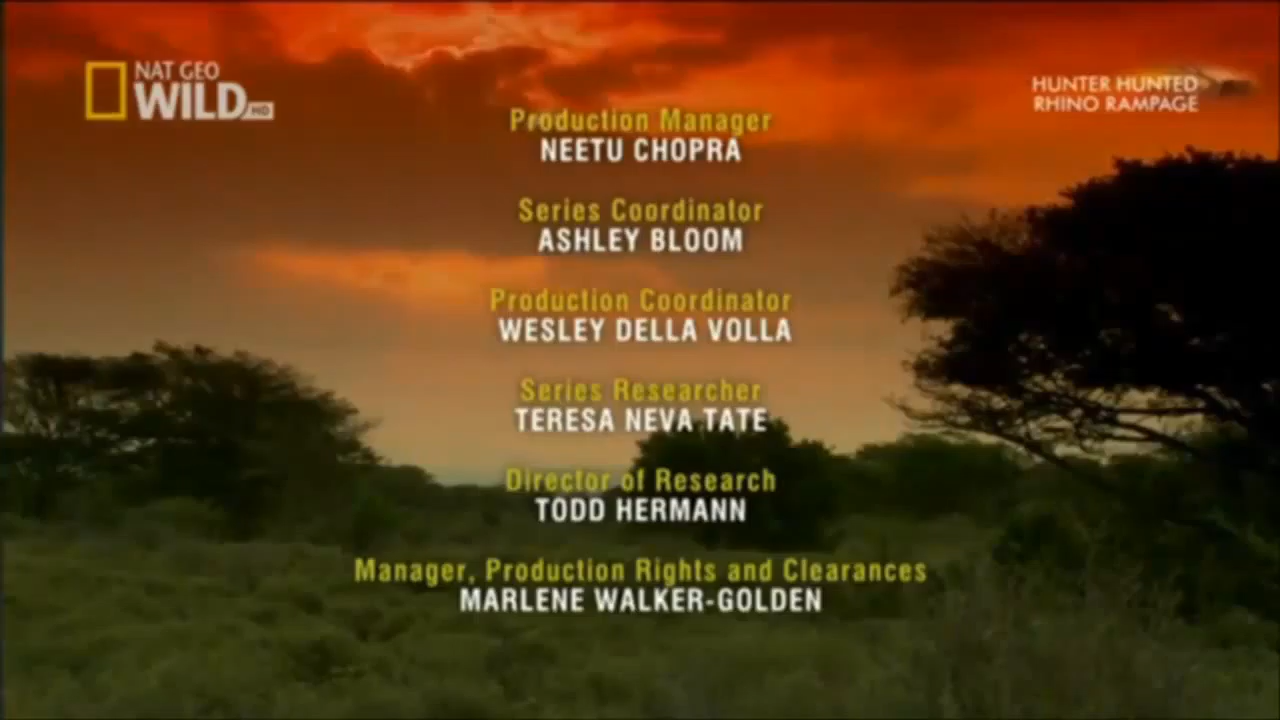 NAT GEO
WILD HD
HUNTER HUNTED
RHINO RAMPAGE
Production Manager
NEETU CHOPRA
Series Coordinator
ASHLEY BLOOM
Production Coordinator
WESLEY DELLA VOLLA
Series Researcher
TERESA NEVA TATE
Director of Research
TODD HERMANN
Manager, Production Rights and Clearances
MARLENE WALKER-GOLDEN